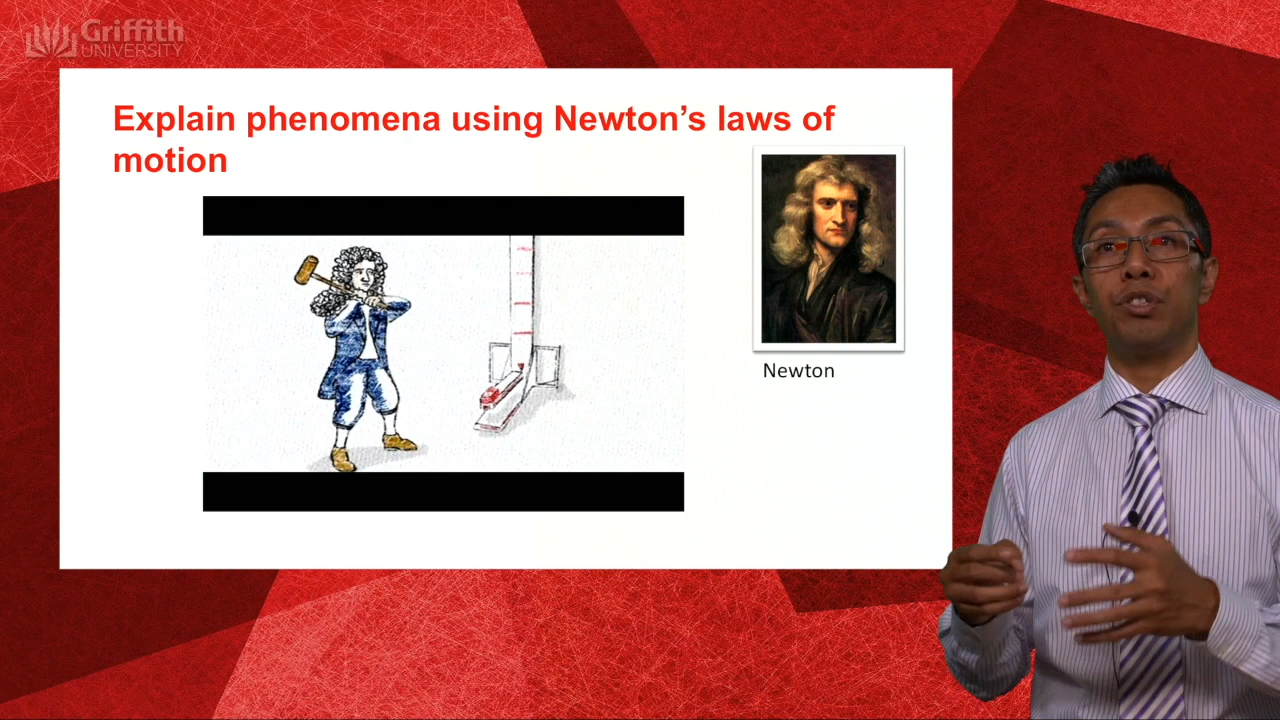 Griffith
UNIVERSITY
Explain phenomena using Newton’s laws of
motion
Newton